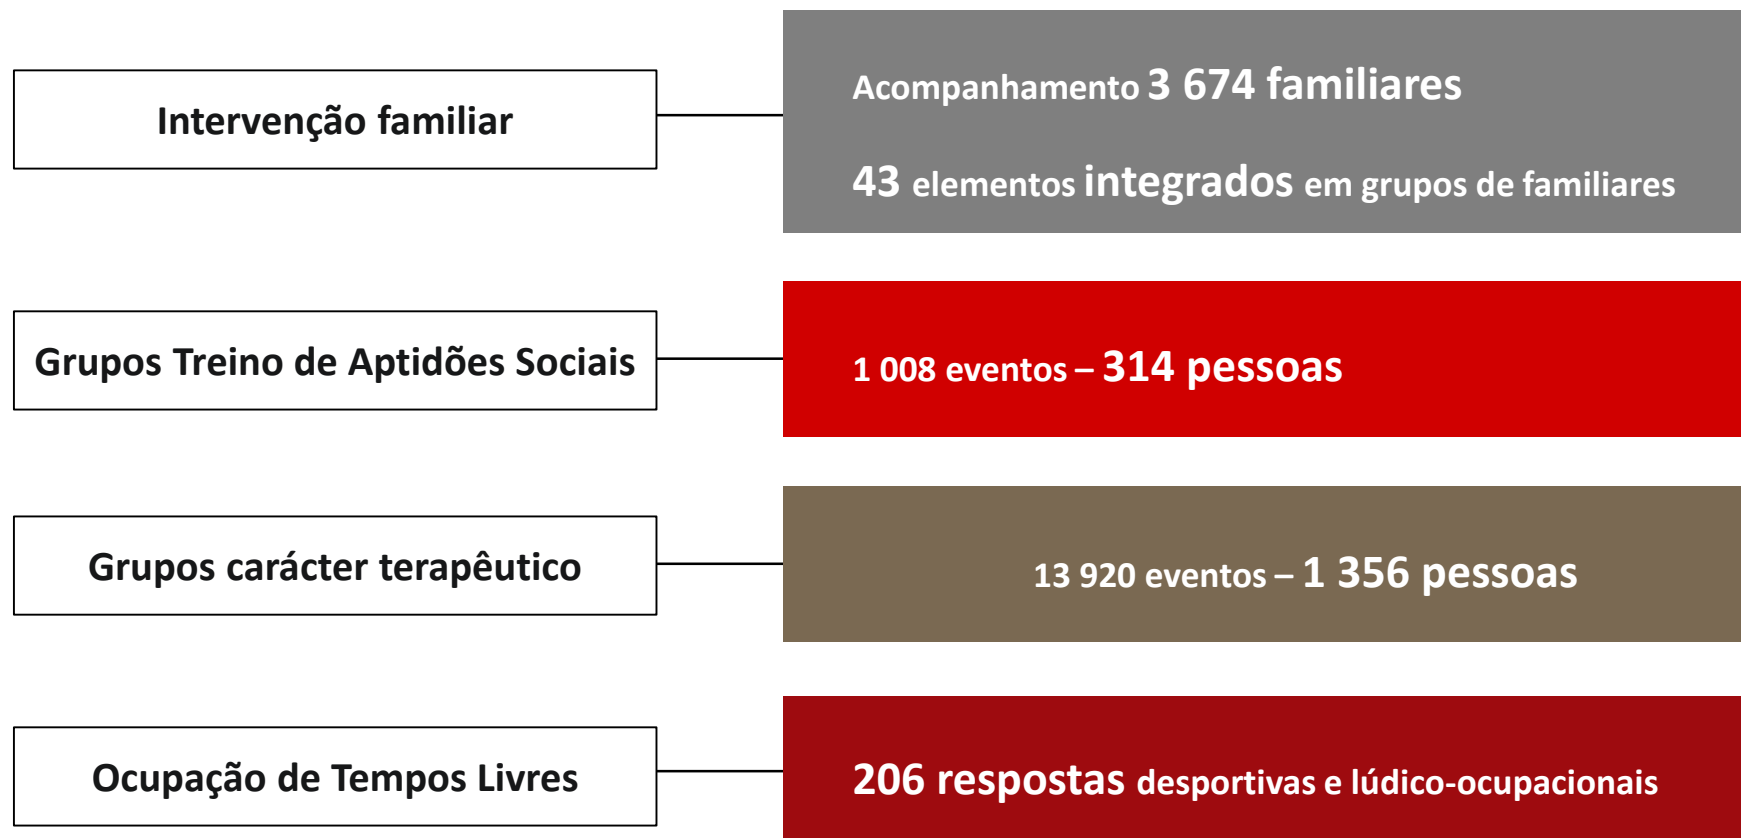 Intervenção familiar
Acompanhamento 3 674 familiares
43 elementos integrados em grupos de familiares
Grupos Treino de Aptidões Sociais
1 008 eventos – 314 pessoas
Grupos carácter terapêutico
13 920 eventos – 1 356 pessoas
Ocupação de Tempos Livres
206 respostas desportivas e lúdico-ocupacionais